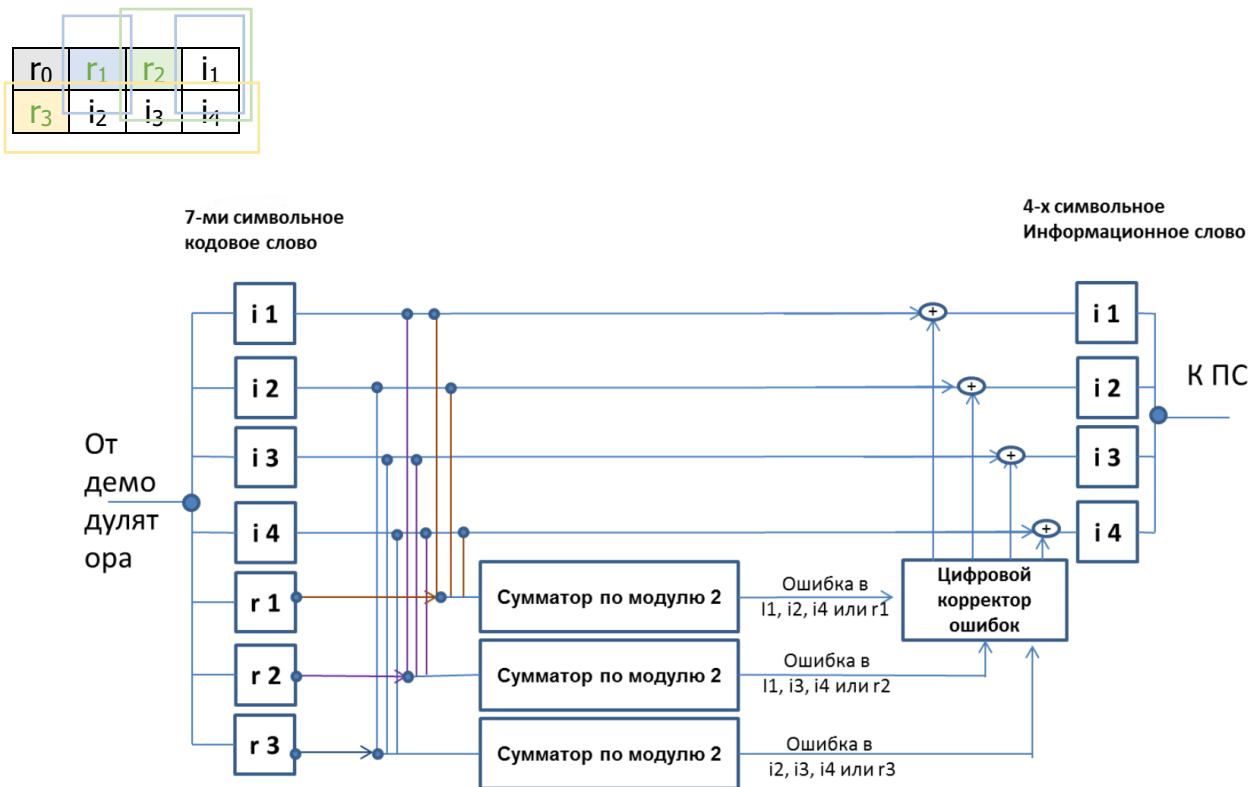 r₀ r₁ r₂ i₁
r₃ i₂ i₃ i₄
7-ми символьное
кодовое слово
4-х символьное
Информационное слово
i 1
i 1
i 2
i 2
К ПС
От
демо
дулят
ора
i 3
i 3
i 4
i 4
r 1
Сумматор по модулю 2
Ошибка в
I1, i2, i4 или r1
Цифровой
корректор
ошибок
r 2
Сумматор по модулю 2
Ошибка в
I1, i3, i4 или r2
r 3
Сумматор по модулю 2
Ошибка в
i2, i3, i4 или r3
+
+
+
+